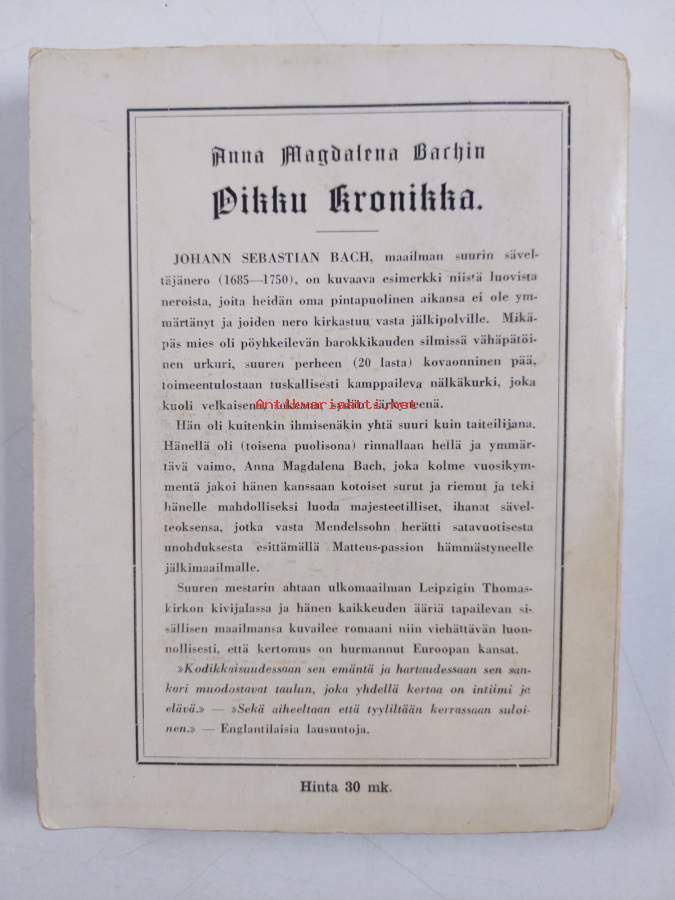 Anna Magdalena Bachin
Pikku Kronikka.
JOHANN SEBASTIAN BACH, maailman suurin sävel-
täjänero (1685—1750), on kuvaava esimerkki niistä luovista
neroista, joita heidän oma pintapuolinen aikansa ei ole ym-
märtänyt ja joiden nero kirkastuu vasta jälkipolville. Mikä-
päs mies oli pöyhkeilevän barokkikauden silmissä vähäpätöi-
nen urkuri, suuren perheen (20 lasta) kovaonninen pää,
toimeentulostaan tuskallisesti kamppaileva nälkäkurki, joka
kuoli velkaisena, sokeana, sydän särkyneenä.
Antikvariaatti.net
Hän oli kuitenkin ihmisenäkin yhtä suuri kuin taiteilijana.
Hänellä oli (toisena puolisona) rinnallaan hellä ja ymmär-
tävä vaimo, Anna Magdalena Bach, joka kolme vuosikym-
mentä jakoi hänen kanssaan kotoiset surut ja riemut ja teki
hänelle mahdolliseksi luoda majesteetilliset, ihanat sävel-
teoksensa, jotka vasta Mendelssohn herätti satavuotisesta
unohduksesta esittämällä Matteus-passion hämmästyneelle
jälkimaailmalle.
Suuren mestarin ahtaan ulkomaailman Leipzigin Thomas-
kirkon kivijalassa ja hänen kaikkeuden ääriä tapailevan si-
sällisen maailmansa kuvailee romaani niin viehättävän luon-
nollisesti, että kertomus on hurmannut Euroopan kansat.
»Kodikkaisuudessaan sen emäntä ja hartaudessaan sen san-
kari muodostavat taulun, joka yhdellä kertaa on intiimi ja
elävä.» — »Sekä aiheeltaan että tyyliltään kerrassaan suloi-
nen.» — Englantilaisia lausuntoja.
Hinta 30 mk.